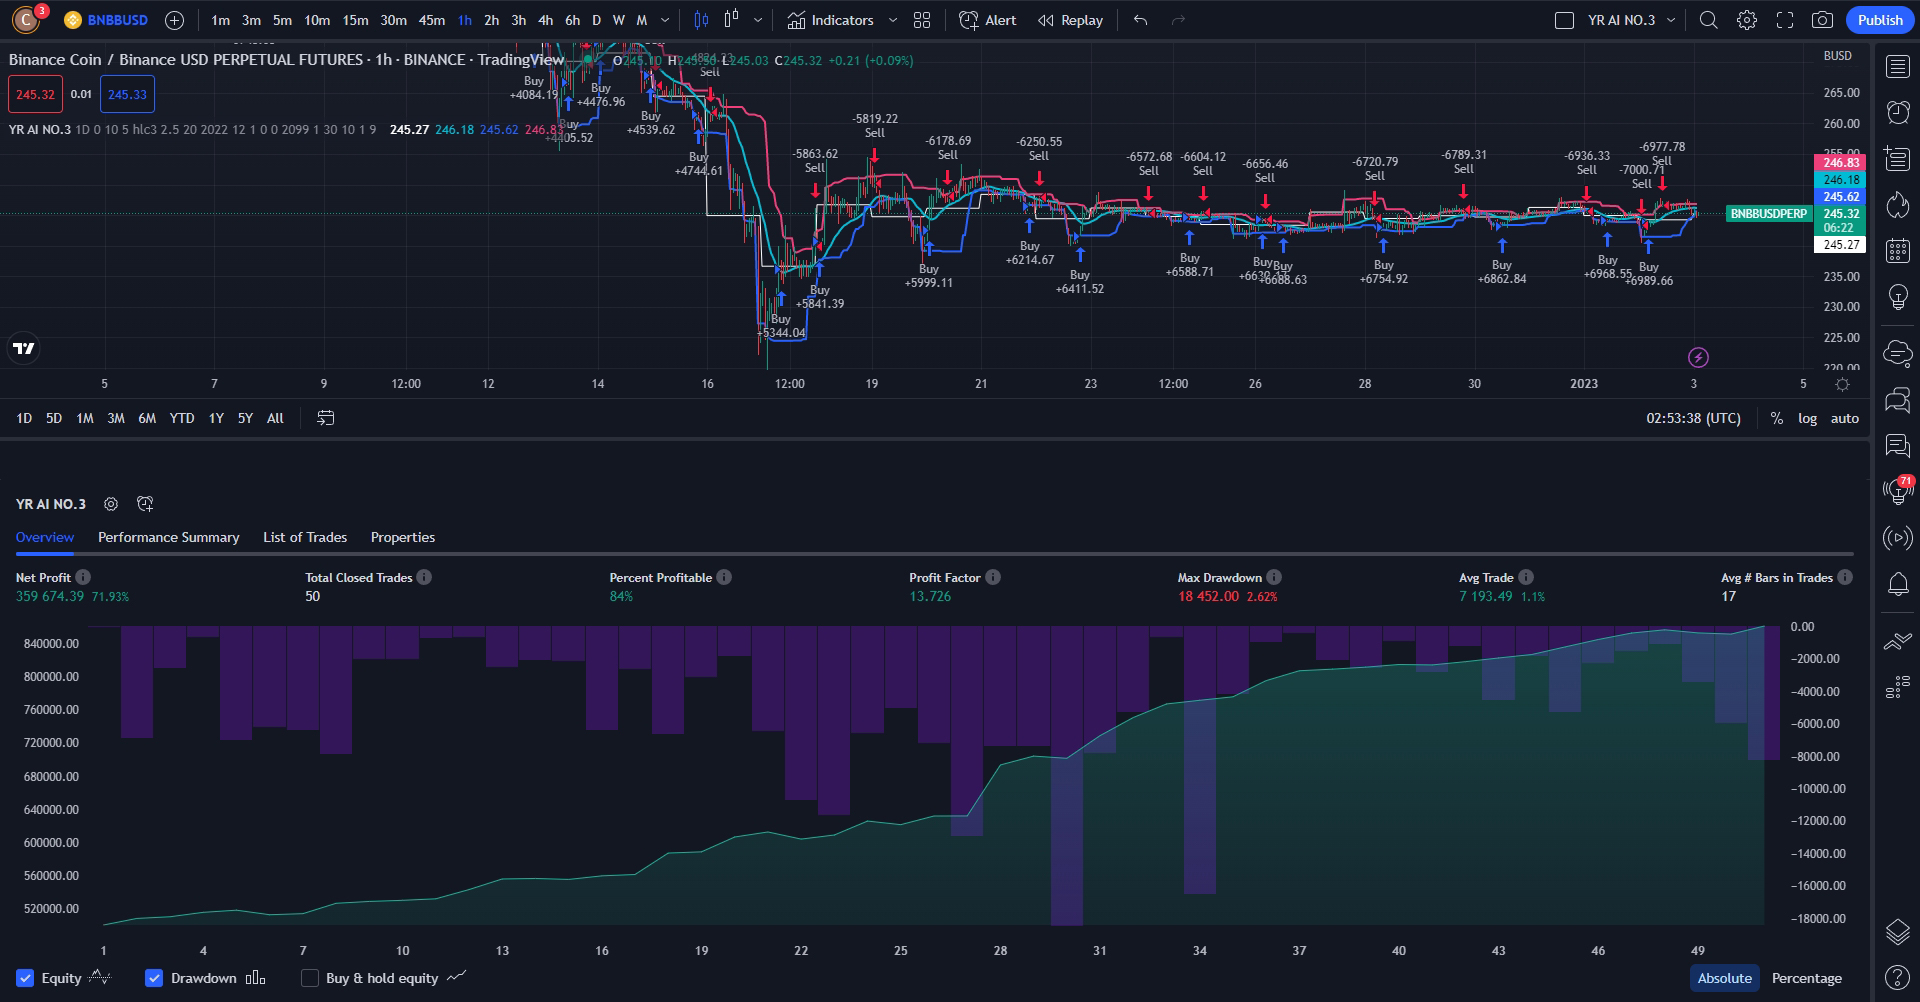 C 3 BNBBUSD 1m 3m 5m 10m 15m 30m 45m 1h 2h 3h 4h 6h D W M Indicators Alert Replay YR AI NO.3 Publish
Binance Coin / Binance USD PERPETUAL FUTURES · 1h · BINANCE · TradingView O245.10 L245.03 C245.32 +0.21 (+0.09%)
BUSD
245.32 0.01 245.33
YR AI NO.3 1D 0 10 5 hlc3 2.5 20 2022 12 1 0 0 2099 1 30 10 1 9 245.27 246.18 245.62 246.83
Buy
+4084.19
Buy
Buy
+4476.96
Buy
+4539.62
Sell
Buy
+4744.61
Buy
+5344.04
-5863.62
Sell
Buy
+5841.39
-5819.22
Sell
Buy
+5999.11
-6178.69
Sell
-6250.55
Sell
Buy
+6214.67
Buy
+6411.52
-6572.68
Sell
Buy
+6588.71
-6604.12
Sell
-6656.46
Sell
Buy
Buy
+6688.63
-6720.79
Sell
Buy
+6754.92
-6789.31
Sell
Buy
+6862.84
-6936.33
Sell
Buy
+6968.55
-7000.71
Sell
Buy
+6989.66
-6977.78
Sell
265.00
260.00
255.00
246.83
246.18
245.62
BNBBUSDPERP 245.32
06:22
245.27
235.00
230.00
225.00
220.00
5 7 9 12:00 12 14 16 12:00 19 21 23 12:00 26 28 30 2023 3 5
1D 5D 1M 3M 6M YTD 1Y 5Y All 02:53:38 (UTC) % log auto
71
YR AI NO.3
Overview Performance Summary List of Trades Properties
Net Profit Total Closed Trades Percent Profitable Profit Factor Max Drawdown Avg Trade Avg # Bars in Trades
359 674.39 71.93% 50 84% 13.726 18 452.00 2.62% 7 193.49 1.1% 17
840000.00
800000.00
760000.00
720000.00
680000.00
640000.00
600000.00
560000.00
520000.00
0.00
−2000.00
−4000.00
−6000.00
−8000.00
−10000.00
−12000.00
−14000.00
−16000.00
−18000.00
1 4 7 10 13 16 19 22 25 28 31 34 37 40 43 46 49
Equity Drawdown Buy & hold equity Absolute Percentage